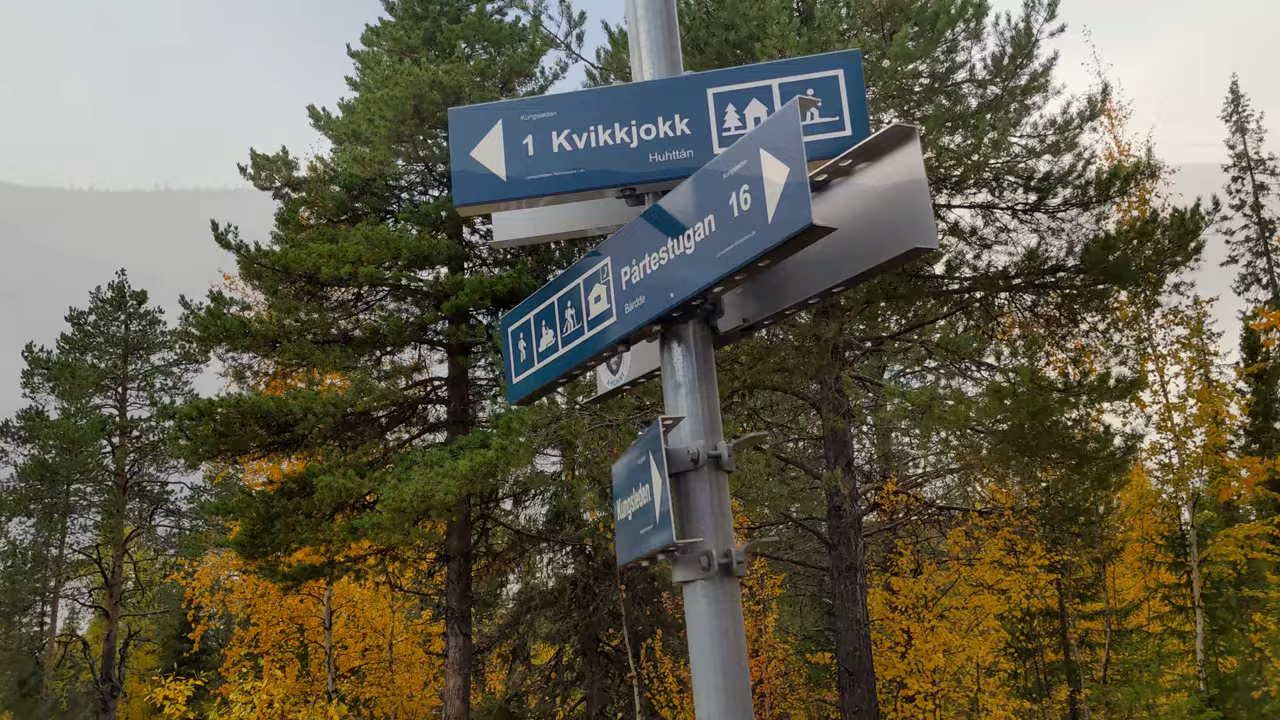 Kungsleden
1 Kvikkjokk
Huhttán
Kungsleden
Pårtestugan 16
Bárdde
Kungsleden